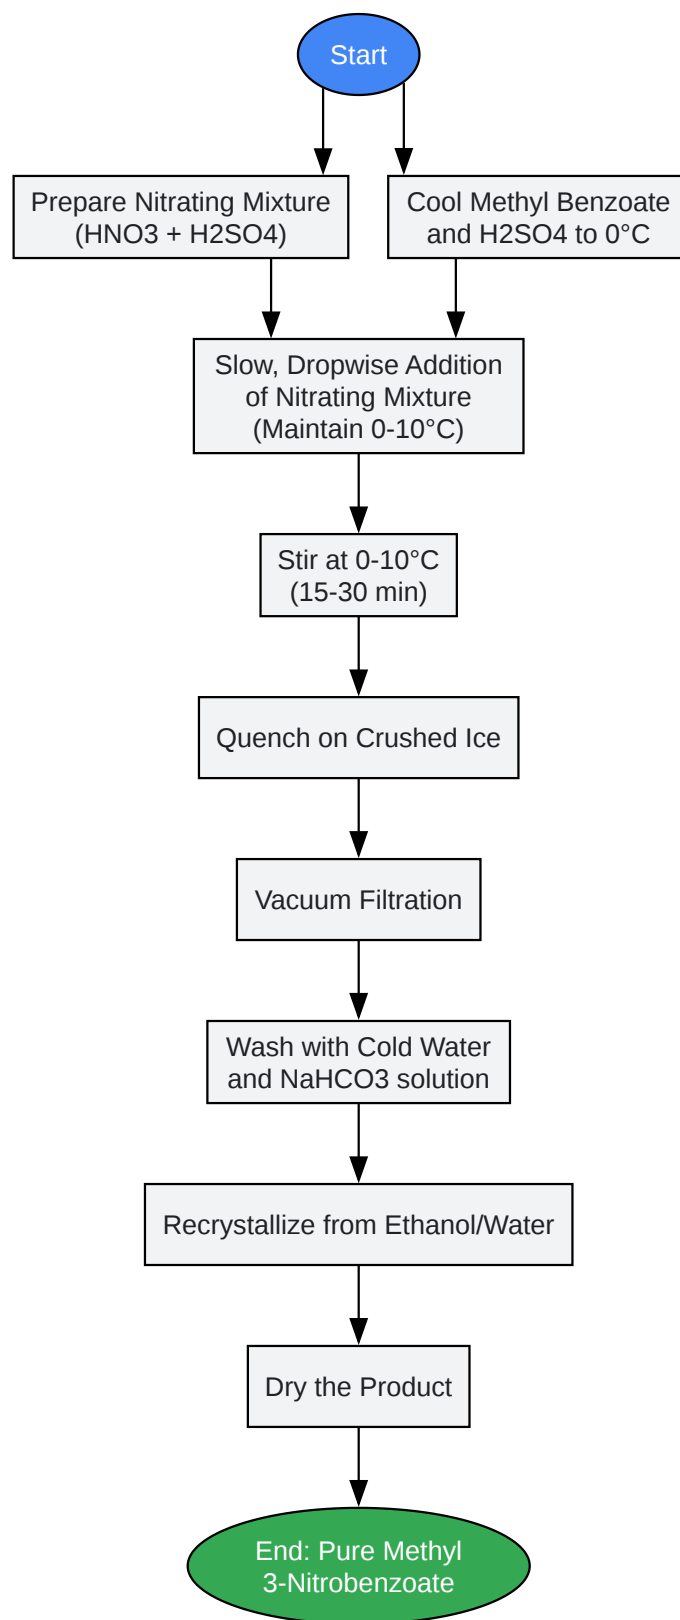 Start
Prepare Nitrating Mixture
(HNO3 + H2SO4)
Cool Methyl Benzoate
and H2SO4 to 0°C
Slow, Dropwise Addition
of Nitrating Mixture
(Maintain 0-10°C)
Stir at 0-10°C
(15-30 min)
Quench on Crushed Ice
Vacuum Filtration
Wash with Cold Water
and NaHCO3 solution
Recrystallize from Ethanol/Water
Dry the Product
End: Pure Methyl
3-Nitrobenzoate